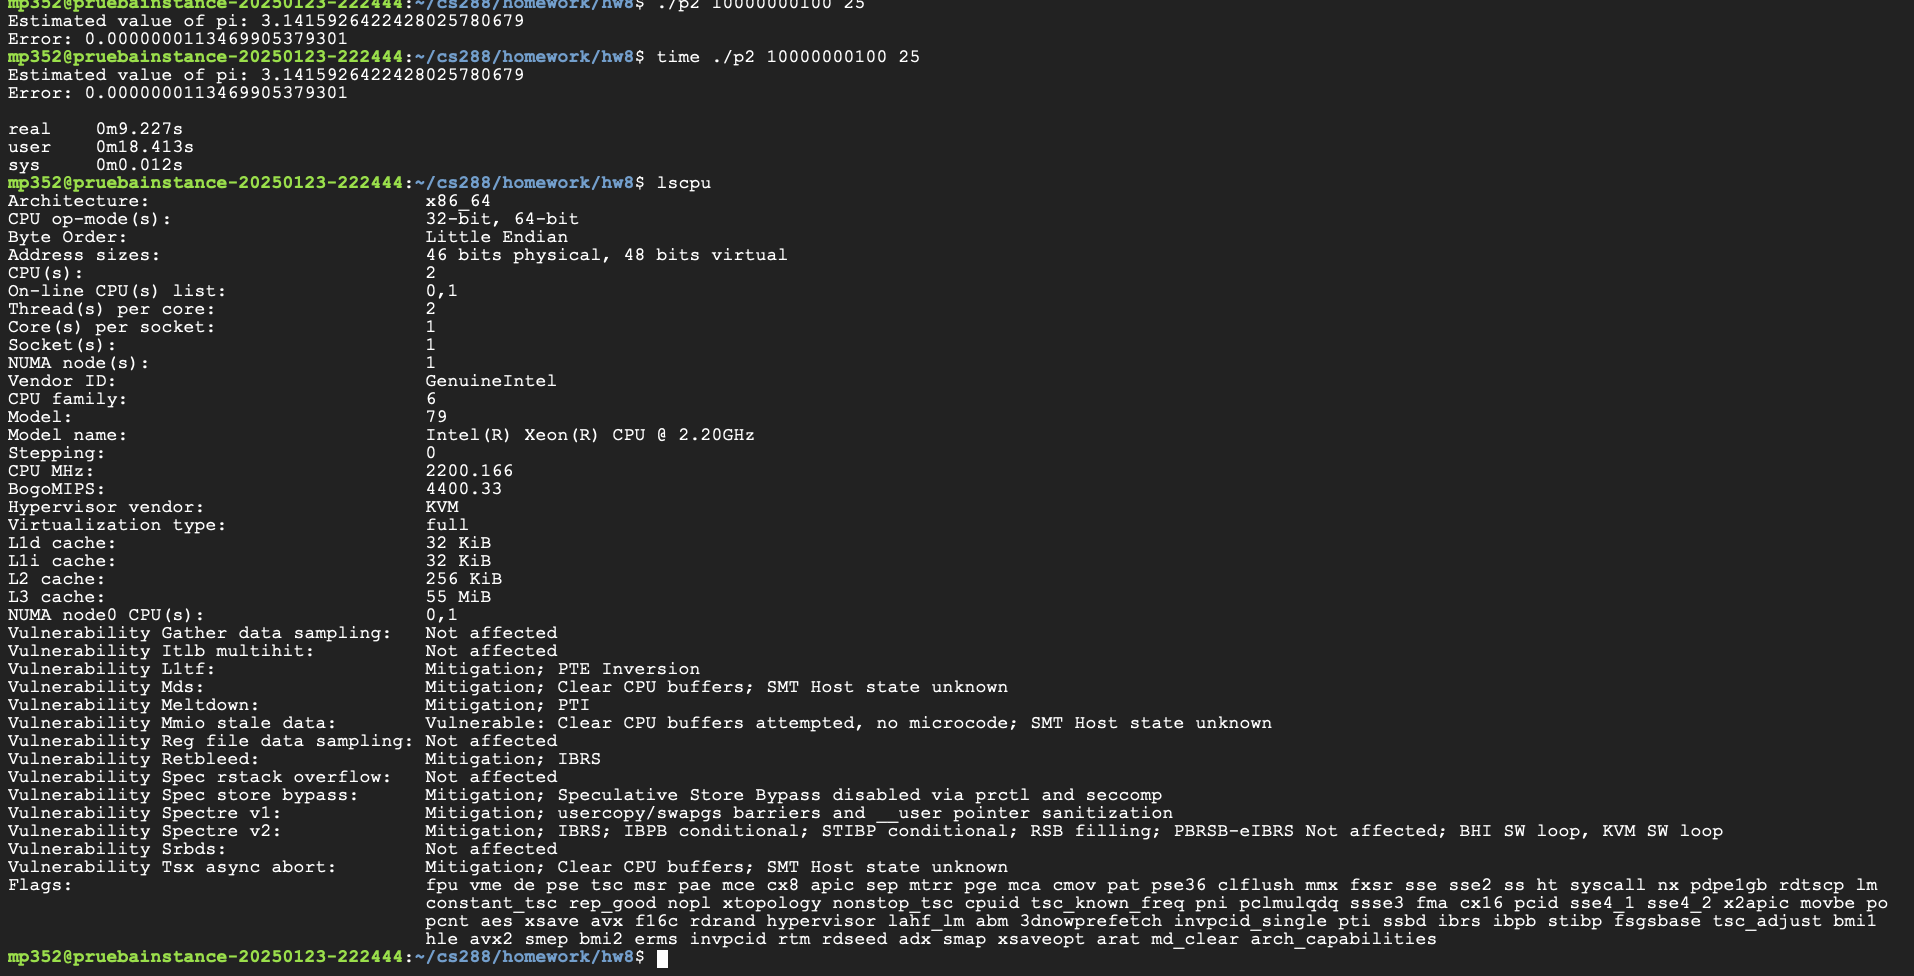 mp352@pruebainstance-20250123-222444:~/cs288/homework/hw8$ ./p2 10000000100 25
Estimated value of pi: 3.1415926422428025780679
Error: 0.0000000113469905379301
mp352@pruebainstance-20250123-222444:~/cs288/homework/hw8$ time ./p2 10000000100 25
Estimated value of pi: 3.1415926422428025780679
Error: 0.0000000113469905379301
real 0m9.227s
user 0m18.413s
sys 0m0.012s
mp352@pruebainstance-20250123-222444:~/cs288/homework/hw8$ lscpu
Architecture: x86_64
CPU op-mode(s): 32-bit, 64-bit
Byte Order: Little Endian
Address sizes: 46 bits physical, 48 bits virtual
CPU(s): 2
On-line CPU(s) list: 0,1
Thread(s) per core: 2
Core(s) per socket: 1
Socket(s): 1
NUMA node(s): 1
Vendor ID: GenuineIntel
CPU family: 6
Model: 79
Model name: Intel(R) Xeon(R) CPU @ 2.20GHz
Stepping: 0
CPU MHz: 2200.166
BogoMIPS: 4400.33
Hypervisor vendor: KVM
Virtualization type: full
L1d cache: 32 KiB
L1i cache: 32 KiB
L2 cache: 256 KiB
L3 cache: 55 MiB
NUMA node0 CPU(s): 0,1
Vulnerability Gather data sampling: Not affected
Vulnerability Itlb multihit: Not affected
Vulnerability L1tf: Mitigation; PTE Inversion
Vulnerability Mds: Mitigation; Clear CPU buffers; SMT Host state unknown
Vulnerability Meltdown: Mitigation; PTI
Vulnerability Mmio stale data: Vulnerable: Clear CPU buffers attempted, no microcode; SMT Host state unknown
Vulnerability Reg file data sampling: Not affected
Vulnerability Retbleed: Mitigation; IBRS
Vulnerability Spec rstack overflow: Not affected
Vulnerability Spec store bypass: Mitigation; Speculative Store Bypass disabled via prctl and seccomp
Vulnerability Spectre v1: Mitigation; usercopy/swapgs barriers and __user pointer sanitization
Vulnerability Spectre v2: Mitigation; IBRS; IBPB conditional; STIBP conditional; RSB filling; PBRSB-eIBRS Not affected; BHI SW loop, KVM SW loop
Vulnerability Srbds: Not affected
Vulnerability Tsx async abort: Mitigation; Clear CPU buffers; SMT Host state unknown
Flags: fpu vme de pse tsc msr pae mce cx8 apic sep mtrr pge mca cmov pat pse36 clflush mmx fxsr sse sse2 ss ht syscall nx pdpe1gb rdtscp lm
constant_tsc rep_good nopl xtopology nonstop_tsc cpuid tsc_known_freq pni pclmulqdq ssse3 fma cx16 pcid sse4_1 sse4_2 x2apic movbe po
pcnt aes xsave avx f16c rdrand hypervisor lahf_lm abm 3dnowprefetch invpcid_single pti ssbd ibrs ibpb stibp fsgsbase tsc_adjust bmi1
hle avx2 smep bmi2 erms invpcid rtm rdseed adx smap xsaveopt arat md_clear arch_capabilities
mp352@pruebainstance-20250123-222444:~/cs288/homework/hw8$